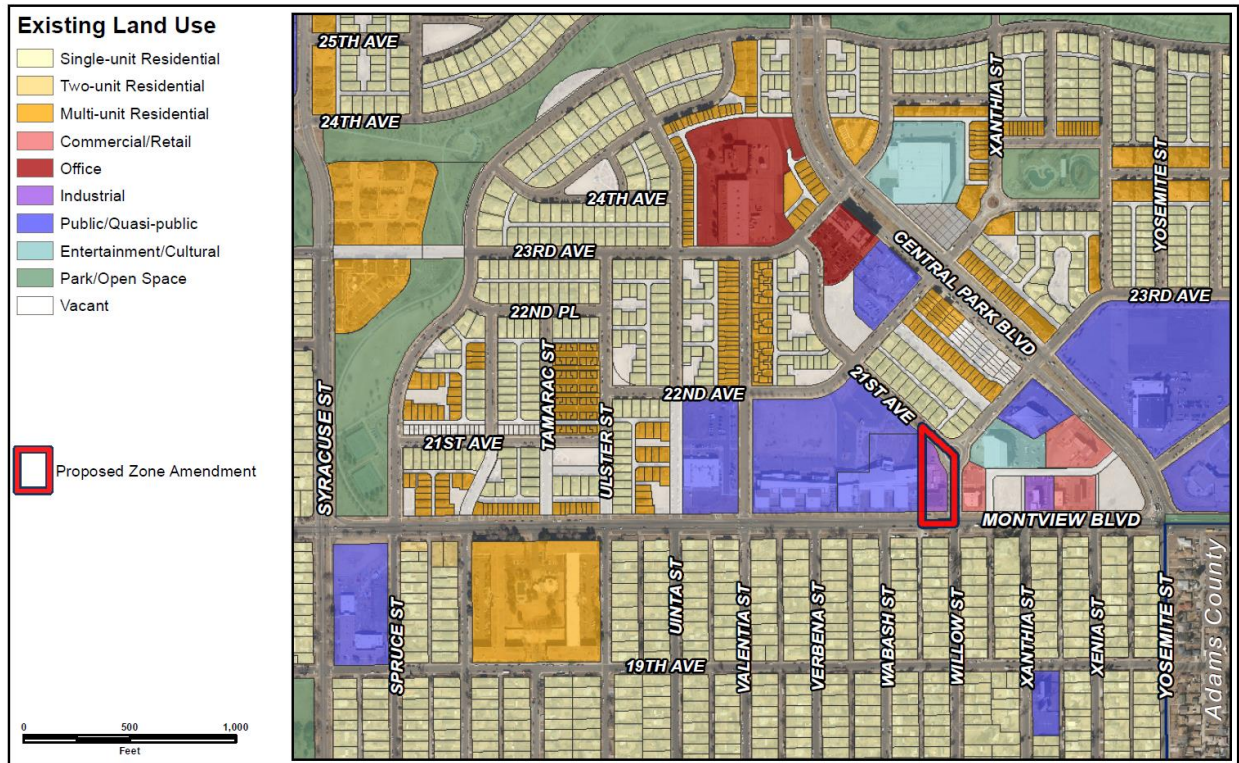 Existing Land Use
Single-unit Residential
Two-unit Residential
Multi-unit Residential
Commercial/Retail
Office
Industrial
Public/Quasi-public
Entertainment/Cultural
Park/Open Space
Vacant
Proposed Zone Amendment
0 500 1,000
Feet
25TH AVE
24TH AVE
XANTHIA ST
YOSEMITE ST
24TH AVE
23RD AVE
CENTRAL PARK BLVD
23RD AVE
22ND PL
TAMARAC ST
SYRACUSE ST
22ND AVE
21ST AVE
21ST AVE
ULSTER ST
MONTVIEW BLVD
SPRUCE ST
UINTA ST
VALENTIA ST
VERBENA ST
WABASH ST
WILLOW ST
XANTHIA ST
XENIA ST
YOSEMITE ST
Adams County
19TH AVE